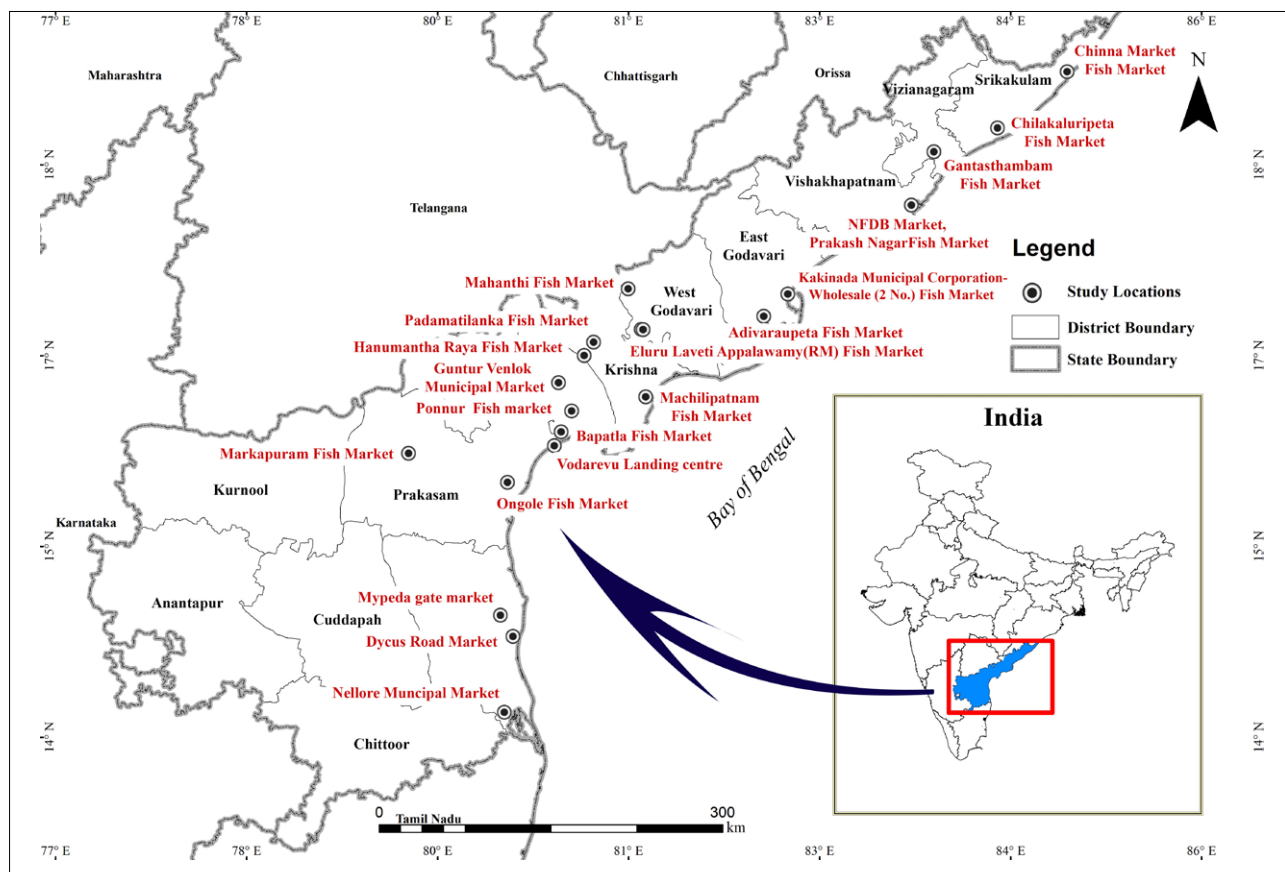 77° E
78° E
80° E
81° E
83° E
84° E
86° E
Maharashtra
Chhattisgarh
Orissa
Vizianagaram
Srikakulam
Chinna Market
Fish Market
N
Chilakaluripeta
Fish Market
Gantasthambam
Fish Market
18° N
18° N
Vishakhapatnam
Telangana
NFDB Market,
Prakash NagarFish Market
East
Godavari
Legend
Study Locations
District Boundary
State Boundary
Mahanthi Fish Market
West
Godavari
Kakinada Municipal Corporation-
Wholesale (2 No.) Fish Market
Padamatilanka Fish Market
Adivaraupeta Fish Market
Hanumantha Raya Fish Market
Eluru Laveti Appalawamy(RM) Fish Market
17° N
17° N
Krishna
Guntur Venlok
Municipal Market
Machilipatnam
Fish Market
Ponnur Fish market
Bapatla Fish Market
Vodarevu Landing centre
Markapuram Fish Market
Kurnool
Prakasam
Ongole Fish Market
Bay of Bengal
India
Karnataka
15° N
15° N
Anantapur
Cuddapah
Mypeda gate market
Dycus Road Market
Nellore Muncipal Market
Chittoor
14° N
14° N
Tamil Nadu
0
300
km
77° E
78° E
80° E
81° E
83° E
84° E
86° E